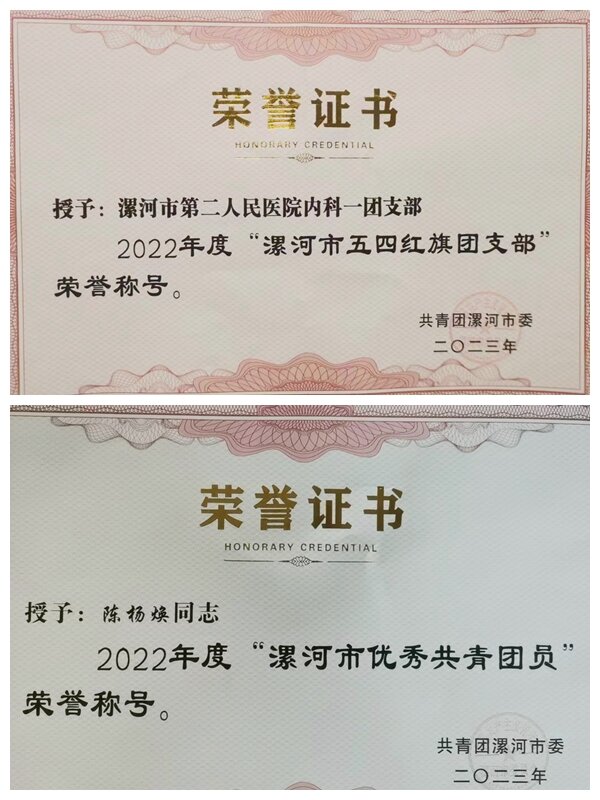 荣誉证书
HONORARY CREDENTIAL
授予：漯河市第二人民医院内科一团支部
2022年度“漯河市五四红旗团支部”
荣誉称号。
共青团漯河市委
二〇二三年
荣誉证书
HONORARY CREDENTIAL
授予：陈杨焕同志
2022年度“漯河市优秀共青团员”
荣誉称号。
共青团漯河市委
二〇二三年